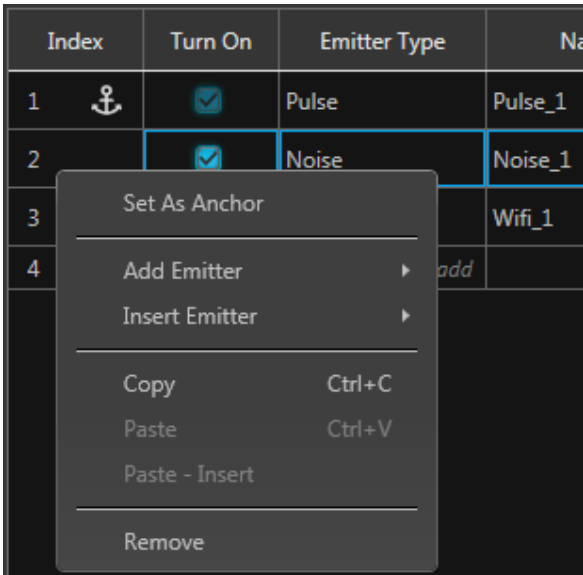 Index Turn On Emitter Type
1 Pulse Pulse_1
2 Noise Noise_1
Set As Anchor
3 Wifi_1
Add Emitter
4 add
Insert Emitter
Copy Ctrl+C
Paste Ctrl+V
Paste - Insert
Remove